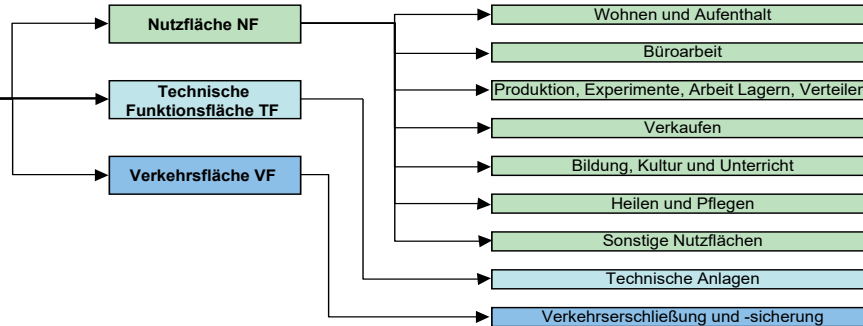 Nutzfläche NF
Technische
Funktionsfläche TF
Verkehrsfläche VF
Wohnen und Aufenthalt
Büroarbeit
Produktion, Experimente, Arbeit Lagern, Verteilen
Verkaufen
Bildung, Kultur und Unterricht
Heilen und Pflegen
Sonstige Nutzflächen
Technische Anlagen
Verkehrserschließung und -sicherung